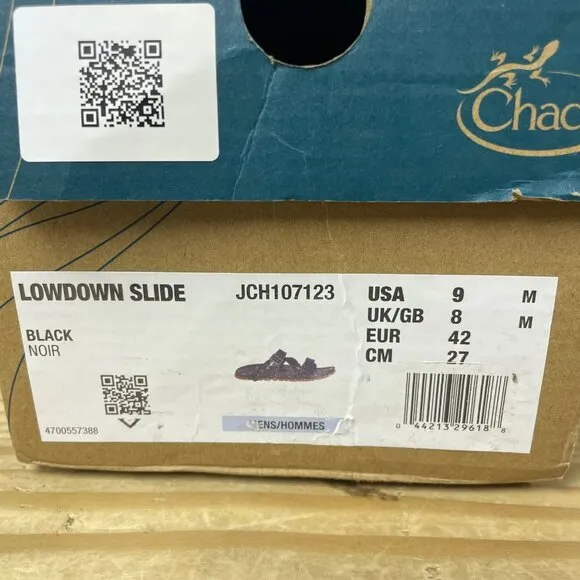 Chac
LOWDOWN SLIDE JCH107123
BLACK
NOIR
4700557388
USA 9 M
UK/GB 8 M
EUR 42
CM 27
MENS/HOMMES
0 44213 29618 8